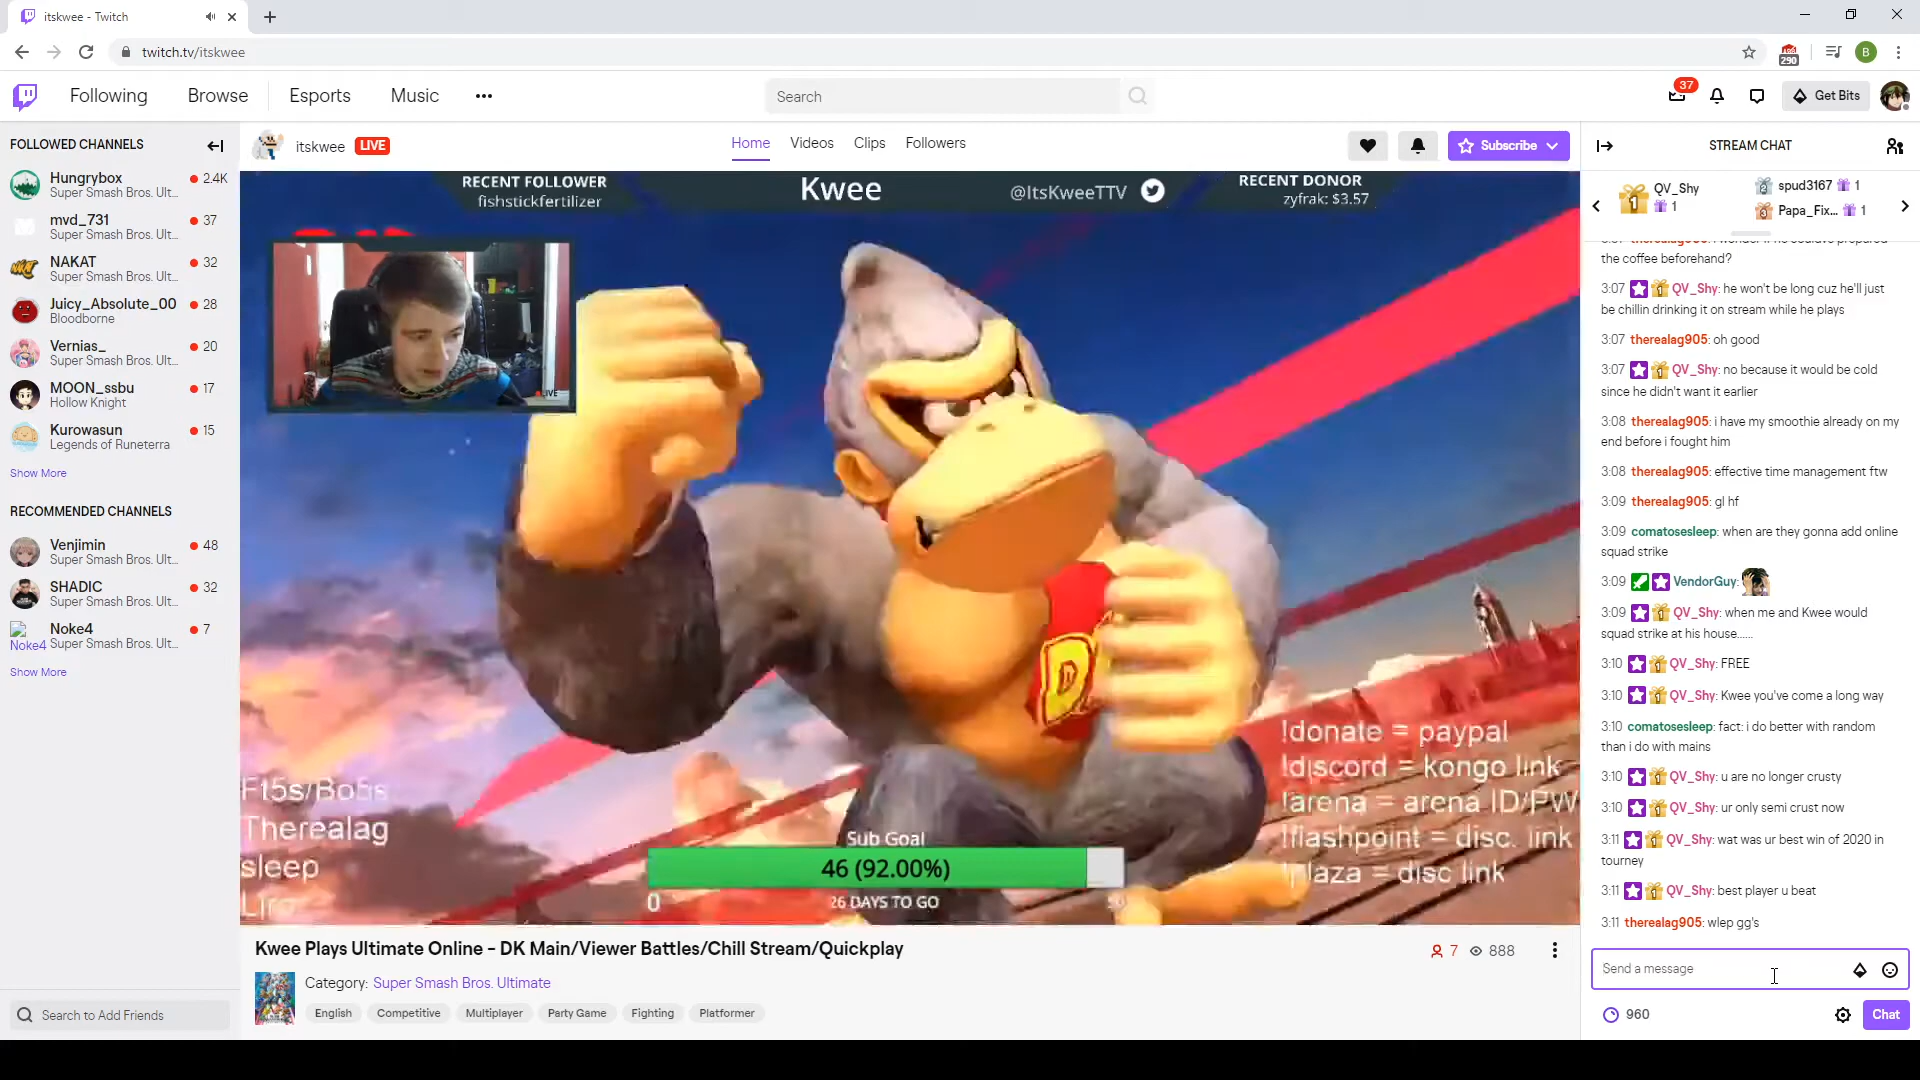 itskwee - Twitch
twitch.tv/itskwee
290
B
Following
Browse
Esports
Music
Search
37
Get Bits
FOLLOWED CHANNELS
Hungrybox
2.4K
Super Smash Bros. Ult...
mvd_731
37
Super Smash Bros. Ult...
NAKAT
32
Super Smash Bros. Ult...
Juicy_Absolute_00
28
Bloodborne
Vernias_
20
Super Smash Bros. Ult...
MOON_ssbu
17
Hollow Knight
Kurowasun
15
Legends of Runeterra
Show More
RECOMMENDED CHANNELS
Venjimin
48
Super Smash Bros. Ult...
SHADIC
32
Super Smash Bros. Ult...
Noke4
7
Noke4
Super Smash Bros. Ult...
Show More
Search to Add Friends
itskwee
LIVE
Home
Videos
Clips
Followers
Subscribe
RECENT FOLLOWER
fishstickfertilizer
Kwee
@ItsKweeTTV
RECENT DONOR
zyfrak: $3.57
LIVE
D
F15s/Bobs
Therealag
sleep
!donate = paypal
!discord = kongo link
!arena = arena ID/PW
!flashpoint = disc. link
!plaza = disc link
Sub Goal
46 (92.00%)
0
26 DAYS TO GO
50
Kwee Plays Ultimate Online - DK Main/Viewer Battles/Chill Stream/Quickplay
7
888
Category: Super Smash Bros. Ultimate
English
Competitive
Multiplayer
Party Game
Fighting
Platformer
STREAM CHAT
1
QV_Shy
1
2
spud3167
1
3
Papa_Fix...
1
the coffee beforehand?
3:07 QV_Shy: he won't be long cuz he'll just
be chillin drinking it on stream while he plays
3:07 therealag905: oh good
3:07 QV_Shy: no because it would be cold
since he didn't want it earlier
3:08 therealag905: i have my smoothie already on my
end before i fought him
3:08 therealag905: effective time management ftw
3:09 therealag905: gl hf
3:09 comatosesleep: when are they gonna add online
squad strike
3:09 VendorGuy:
3:09 QV_Shy: when me and Kwee would
squad strike at his house......
3:10 QV_Shy: FREE
3:10 QV_Shy: Kwee you've come a long way
3:10 comatosesleep: fact: i do better with random
than i do with mains
3:10 QV_Shy: u are no longer crusty
3:10 QV_Shy: ur only semi crust now
3:11 QV_Shy: wat was ur best win of 2020 in
tourney
3:11 QV_Shy: best player u beat
3:11 therealag905: wlep gg's
Send a message
960
Chat